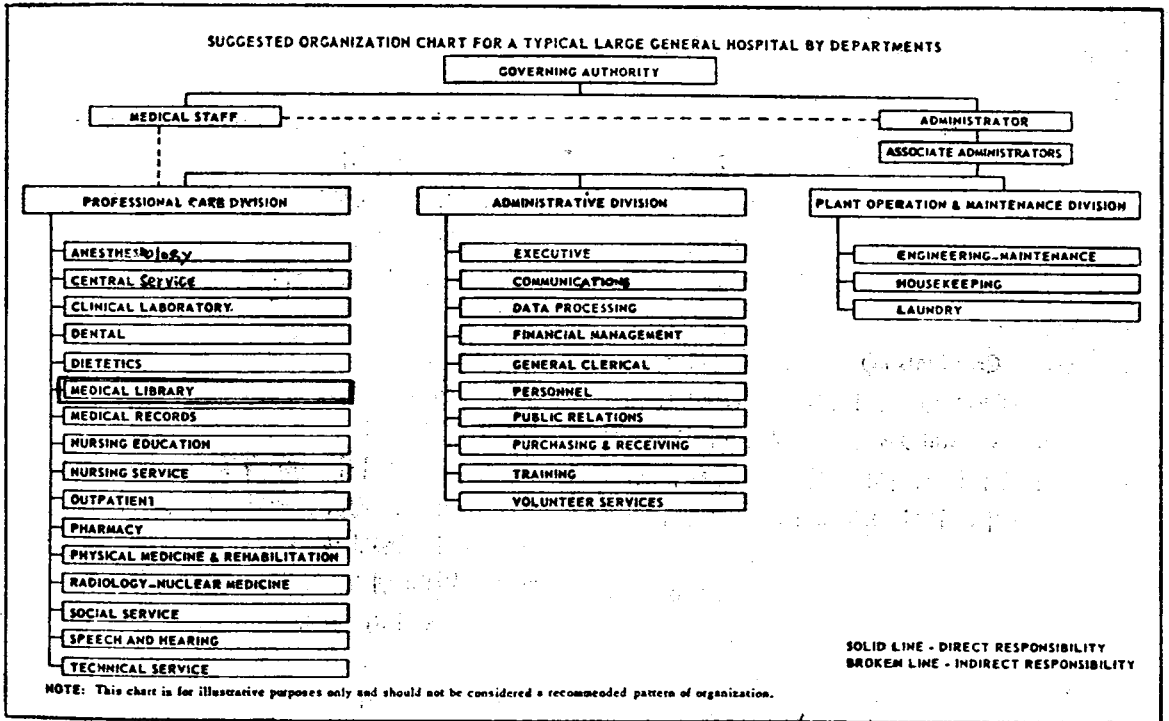 SUGGESTED ORGANIZATION CHART FOR A TYPICAL LARGE GENERAL HOSPITAL BY DEPARTMENTS
GOVERNING AUTHORITY
MEDICAL STAFF
ADMINISTRATOR
ASSOCIATE ADMINISTRATORS
PROFESSIONAL CARE DIVISION
ANESTHESiology
CENTRAL SerVICE
CLINICAL LABORATORY.
DENTAL
DIETETICS
MEDICAL LIBRARY
MEDICAL RECORDS
NURSING EDUCATION
NURSING SERVICE
OUTPATIENT
PHARMACY
PHYSICAL MEDICINE & REHABILITATION
RADIOLOGY-NUCLEAR MEDICINE
SOCIAL SERVICE
SPEECH AND HEARING
TECHNICAL SERVICE
ADMINISTRATIVE DIVISION
EXECUTIVE
COMMUNICATIONS
DATA PROCESSING
FINANCIAL MANAGEMENT
GENERAL CLERICAL
PERSONNEL
PUBLIC RELATIONS
PURCHASING & RECEIVING
TRAINING
VOLUNTEER SERVICES
PLANT OPERATION & MAINTENANCE DIVISION
ENGINEERING-MAINTENANCE
HOUSEKEEPING
LAUNDRY
SOLID LINE - DIRECT RESPONSIBILITY
BROKEN LINE - INDIRECT RESPONSIBILITY
NOTE: This chart is for illustrative purposes only and should not be considered a recommended pattern of organization.